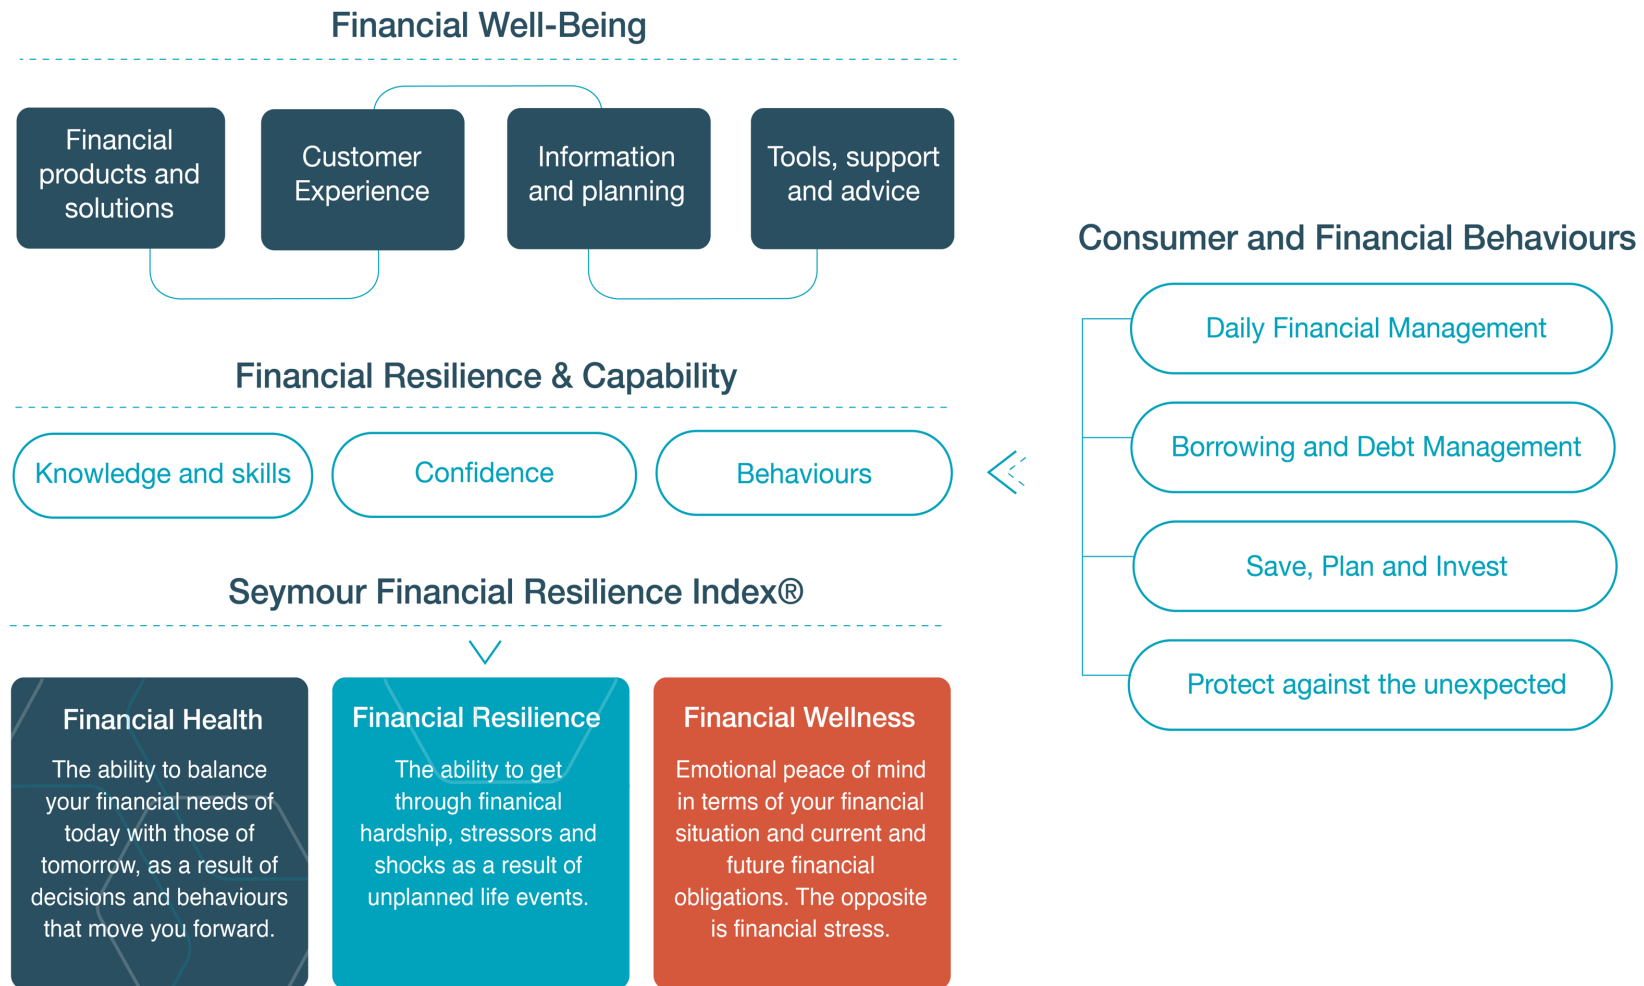 Financial Well-Being
Financial
products and
solutions
Customer
Experience
Information
and planning
Tools, support
and advice
Financial Resilience & Capability
Knowledge and skills
Confidence
Behaviours
Seymour Financial Resilience Index®
Financial Health
The ability to balance
your financial needs of
today with those of
tomorrow, as a result of
decisions and behaviours
that move you forward.
Financial Resilience
The ability to get
through finanical
hardship, stressors and
shocks as a result of
unplanned life events.
Financial Wellness
Emotional peace of mind
in terms of your financial
situation and current and
future financial
obligations. The opposite
is financial stress.
Consumer and Financial Behaviours
Daily Financial Management
Borrowing and Debt Management
Save, Plan and Invest
Protect against the unexpected